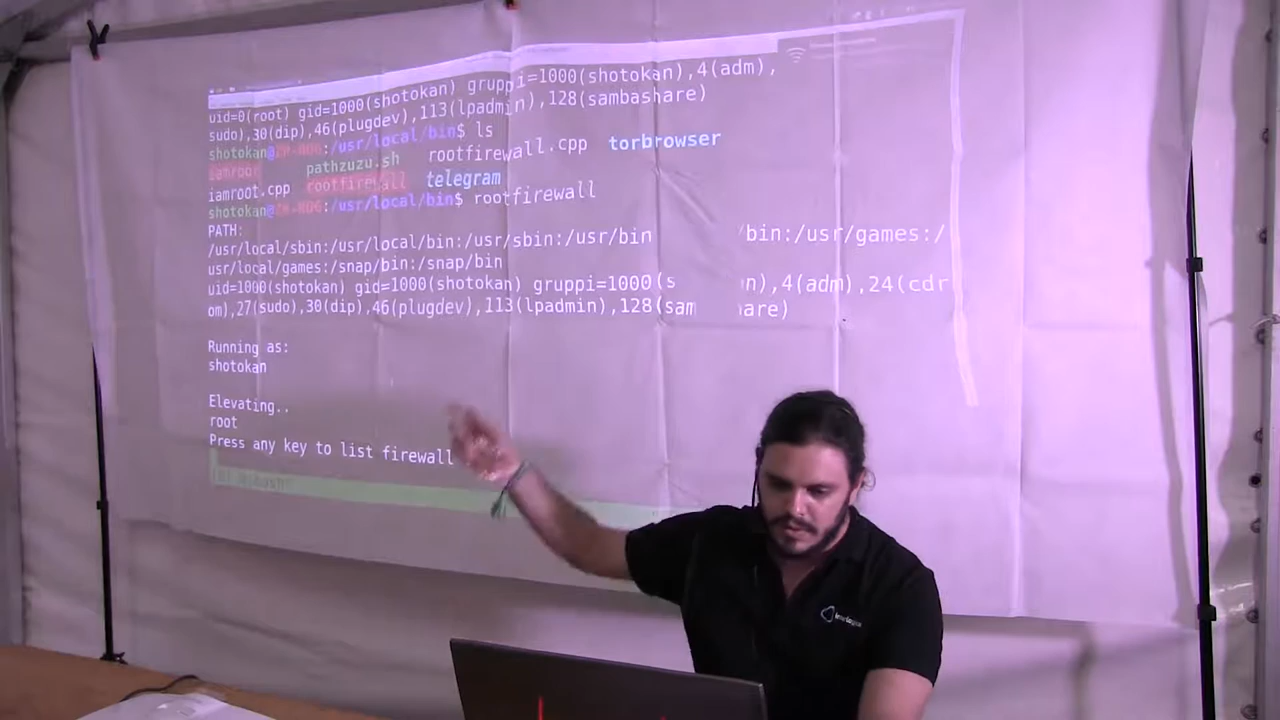 uid=0(root) gid=1000(shotokan) gruppi=1000(shotokan),4(adm),
sudo),30(dip),46(plugdev),113(lpadmin),128(sambashare)
shotokan@ZM-ROG:/usr/local/bin$ ls
iamroot pathzuzu.sh rootfirewall.cpp torbrowser
iamroot.cpp rootfirewall telegram
shotokan@ZM-ROG:/usr/local/bin$ rootfirewall
PATH:
/usr/local/sbin:/usr/local/bin:/usr/sbin:/usr/bin /bin:/usr/games:/
usr/local/games:/snap/bin:/snap/bin
uid=1000(shotokan) gid=1000(shotokan) gruppi=1000(s n),4(adm),24(cdr
om),27(sudo),30(dip),46(plugdev),113(lpadmin),128(sam are)
Running as:
shotokan
Elevating..
root
Press any key to list firewall